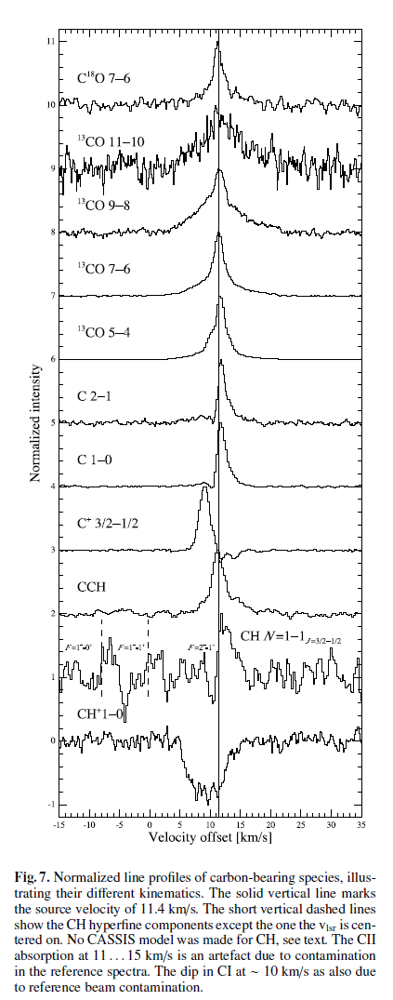 11
C¹⁸O 7–6
10
¹³CO 11–10
9
¹³CO 9–8
8
¹³CO 7–6
7
¹³CO 5–4
6
C 2–1
5
C 1–0
4
C⁺ 3/2–1/2
3
CCH
2
CH N=1–1, J=3/2–1/2
F=1⁻-0⁺ F=1⁻-1⁺ F=2⁻-1⁺
1
CH⁺1–0
0
-1
-15 -10 -5 0 5 10 15 20 25 30 35
Velocity offset [km/s]
Normalized intensity
Fig. 7. Normalized line profiles of carbon-bearing species, illus-
trating their different kinematics. The solid vertical line marks
the source velocity of 11.4 km/s. The short vertical dashed lines
show the CH hyperfine components except the one the vlsr is cen-
tered on. No CASSIS model was made for CH, see text. The CII
absorption at 11 . . . 15 km/s is an artefact due to contamination
in the reference spectra. The dip in CI at ∼ 10 km/s as also due
to reference beam contamination.